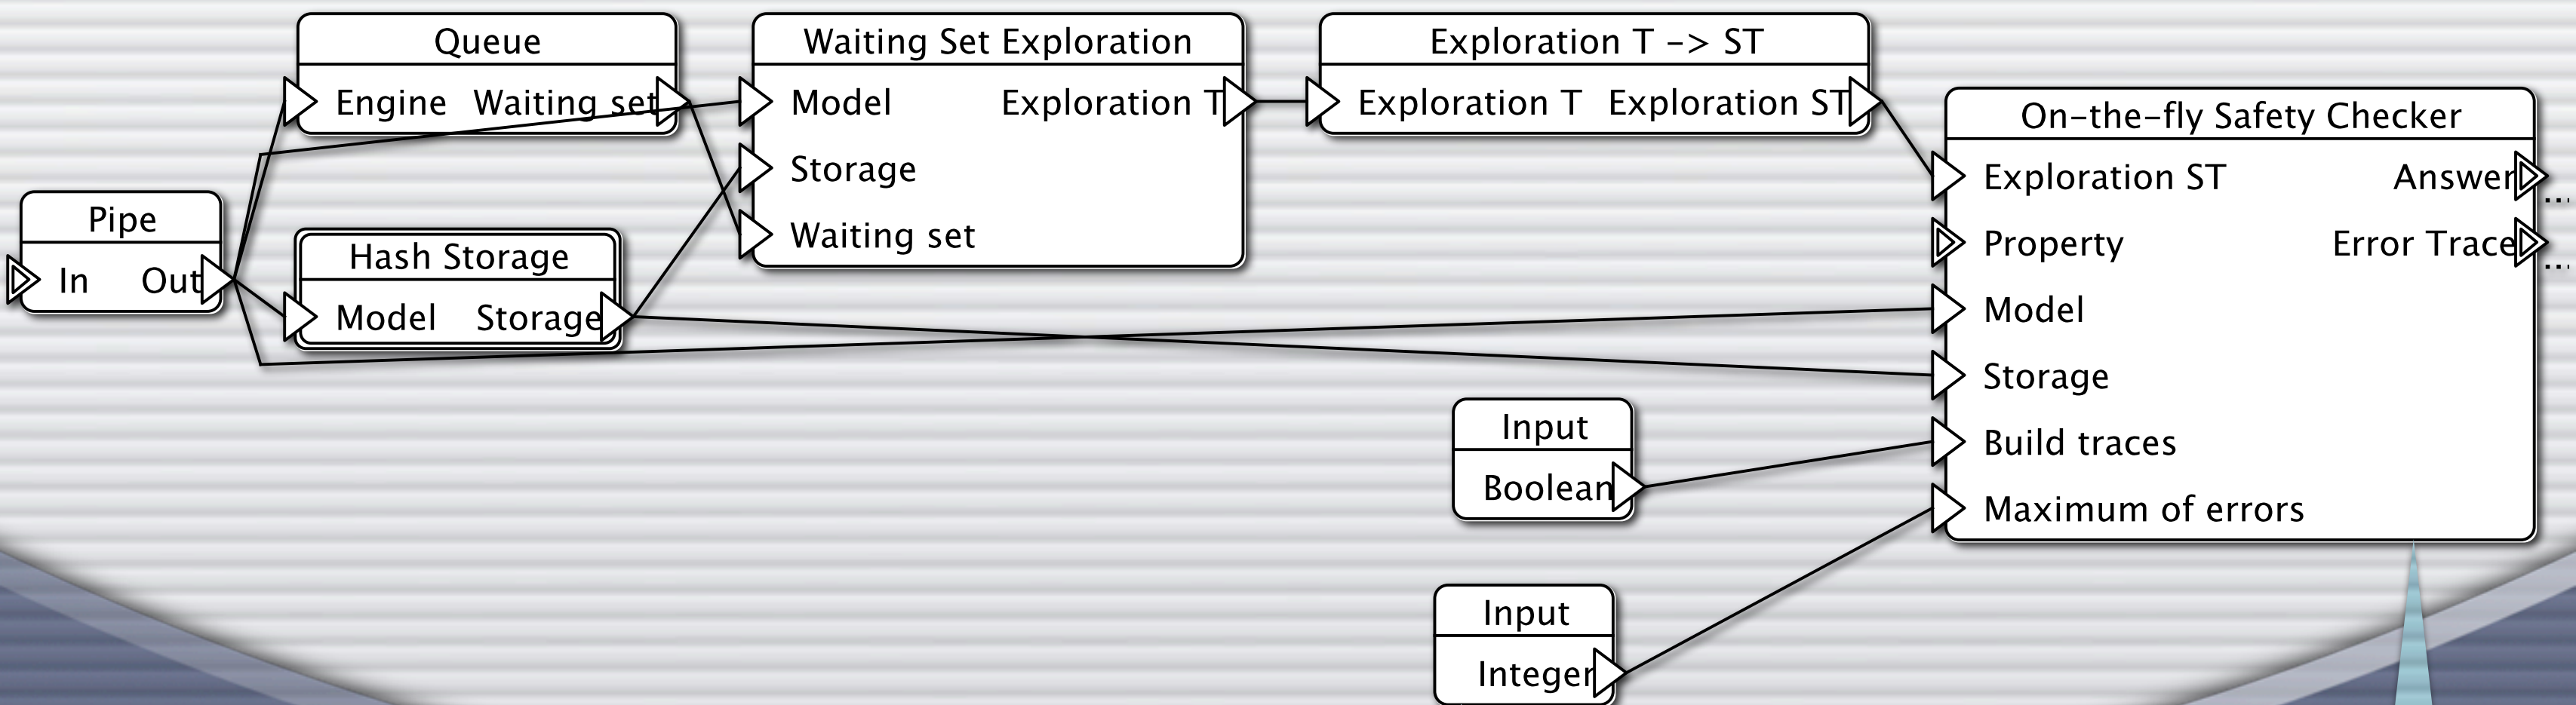 Queue
Engine Waiting set
Waiting Set Exploration
Model Exploration T
Storage
Waiting set
Exploration T -> ST
Exploration T Exploration ST
On-the-fly Safety Checker
Exploration ST Answer
...
Property Error Trace
...
Model
Storage
Build traces
Maximum of errors
Pipe
In Out
Hash Storage
Model Storage
Input
Boolean
Input
Integer